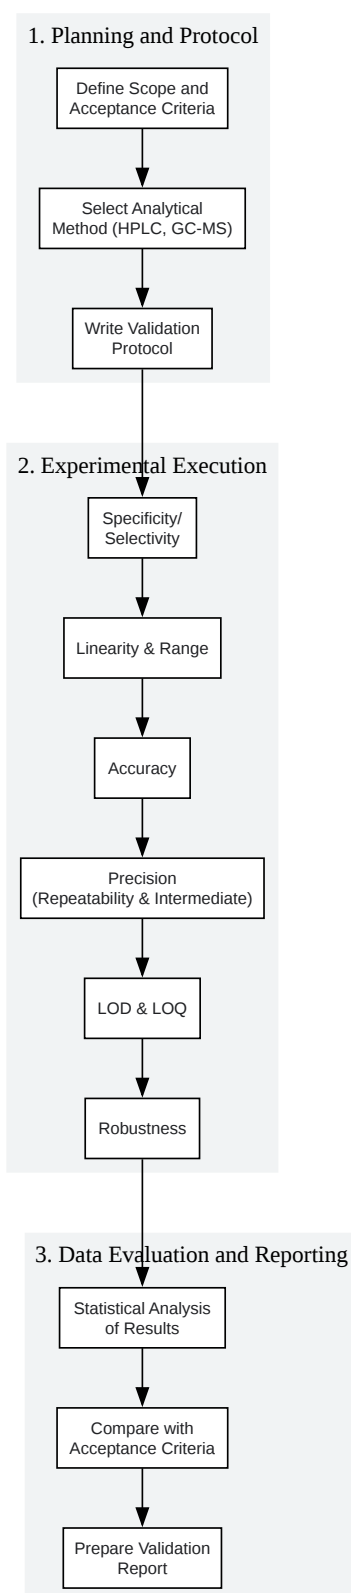 1. Planning and Protocol
Define Scope and
Acceptance Criteria
Select Analytical
Method (HPLC, GC-MS)
Write Validation
Protocol
2. Experimental Execution
Specificity/
Selectivity
Linearity & Range
Accuracy
Precision
(Repeatability & Intermediate)
LOD & LOQ
Robustness
3. Data Evaluation and Reporting
Statistical Analysis
of Results
Compare with
Acceptance Criteria
Prepare Validation
Report